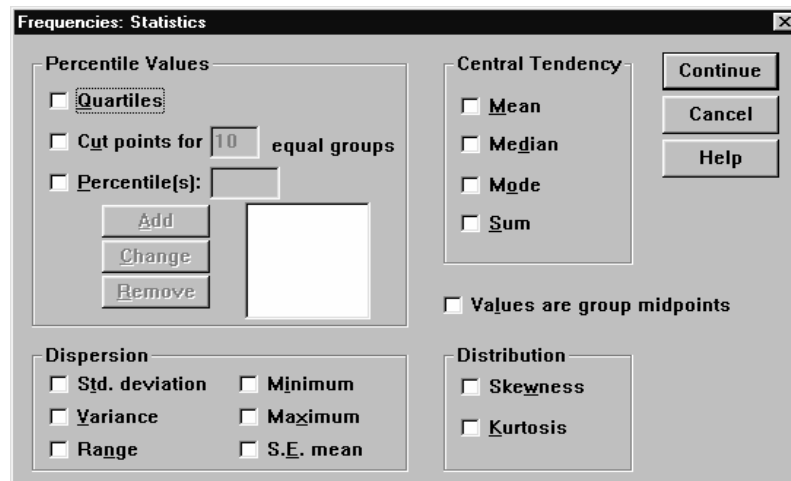 Frequencies: Statistics
Percentile Values
Quartiles
Cut points for 10 equal groups
Percentile(s):
Add
Change
Remove
Central Tendency
Mean
Median
Mode
Sum
Continue
Cancel
Help
Values are group midpoints
Dispersion
Std. deviation
Minimum
Variance
Maximum
Range
S.E. mean
Distribution
Skewness
Kurtosis